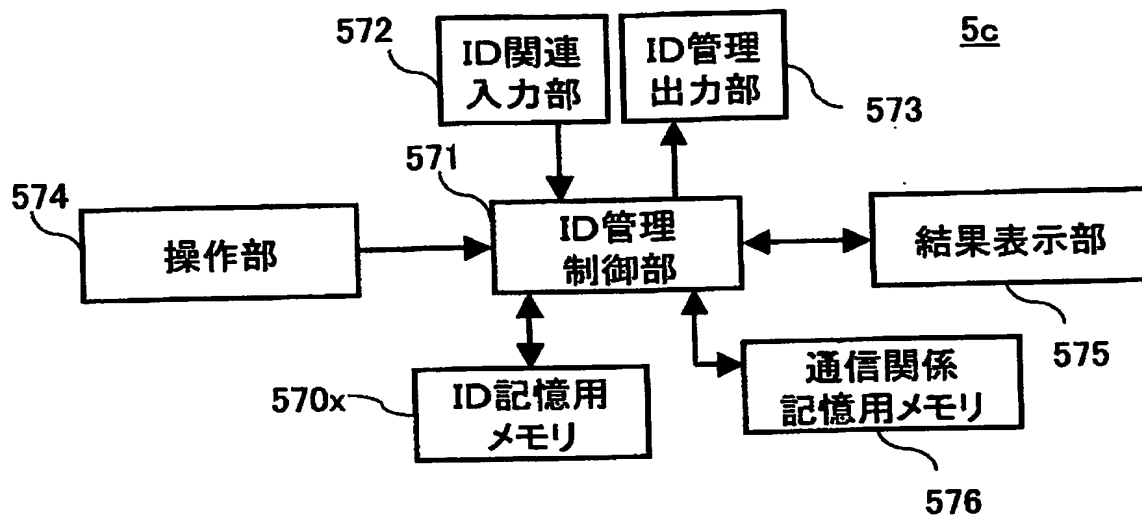 572
ID関連
入力部
ID管理
出力部
573
5c
571
574
操作部
ID管理
制御部
結果表示部
575
570x
ID記憶用
メモリ
通信関係
記憶用メモリ
576